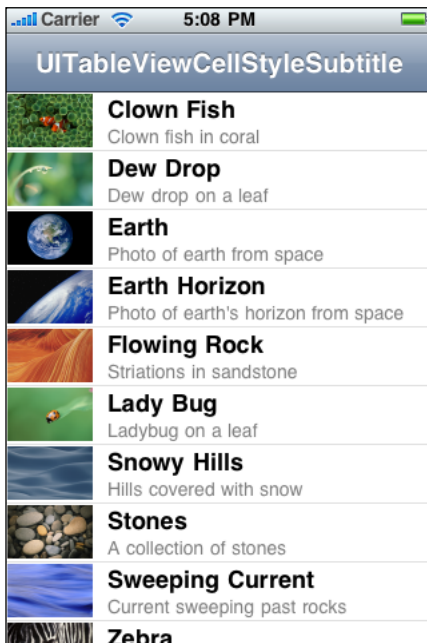 Carrier 5:08 PM
UITableViewCellStyleSubtitle
Clown Fish
Clown fish in coral
Dew Drop
Dew drop on a leaf
Earth
Photo of earth from space
Earth Horizon
Photo of earth's horizon from space
Flowing Rock
Striations in sandstone
Lady Bug
Ladybug on a leaf
Snowy Hills
Hills covered with snow
Stones
A collection of stones
Sweeping Current
Current sweeping past rocks
Zebra